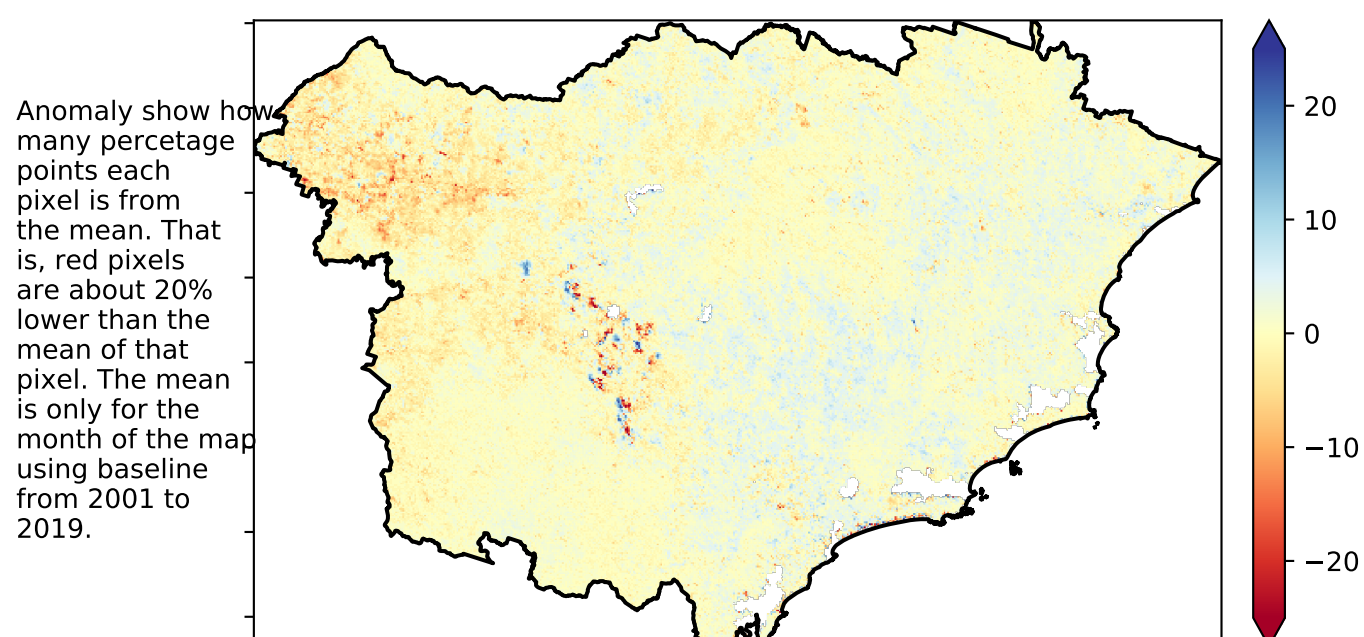 Anomaly show how
many percetage
points each
pixel is from
the mean. That
is, red pixels
are about 20%
lower than the
mean of that
pixel. The mean
is only for the
month of the map
using baseline
from 2001 to
2019.
20
10
0
−10
−20